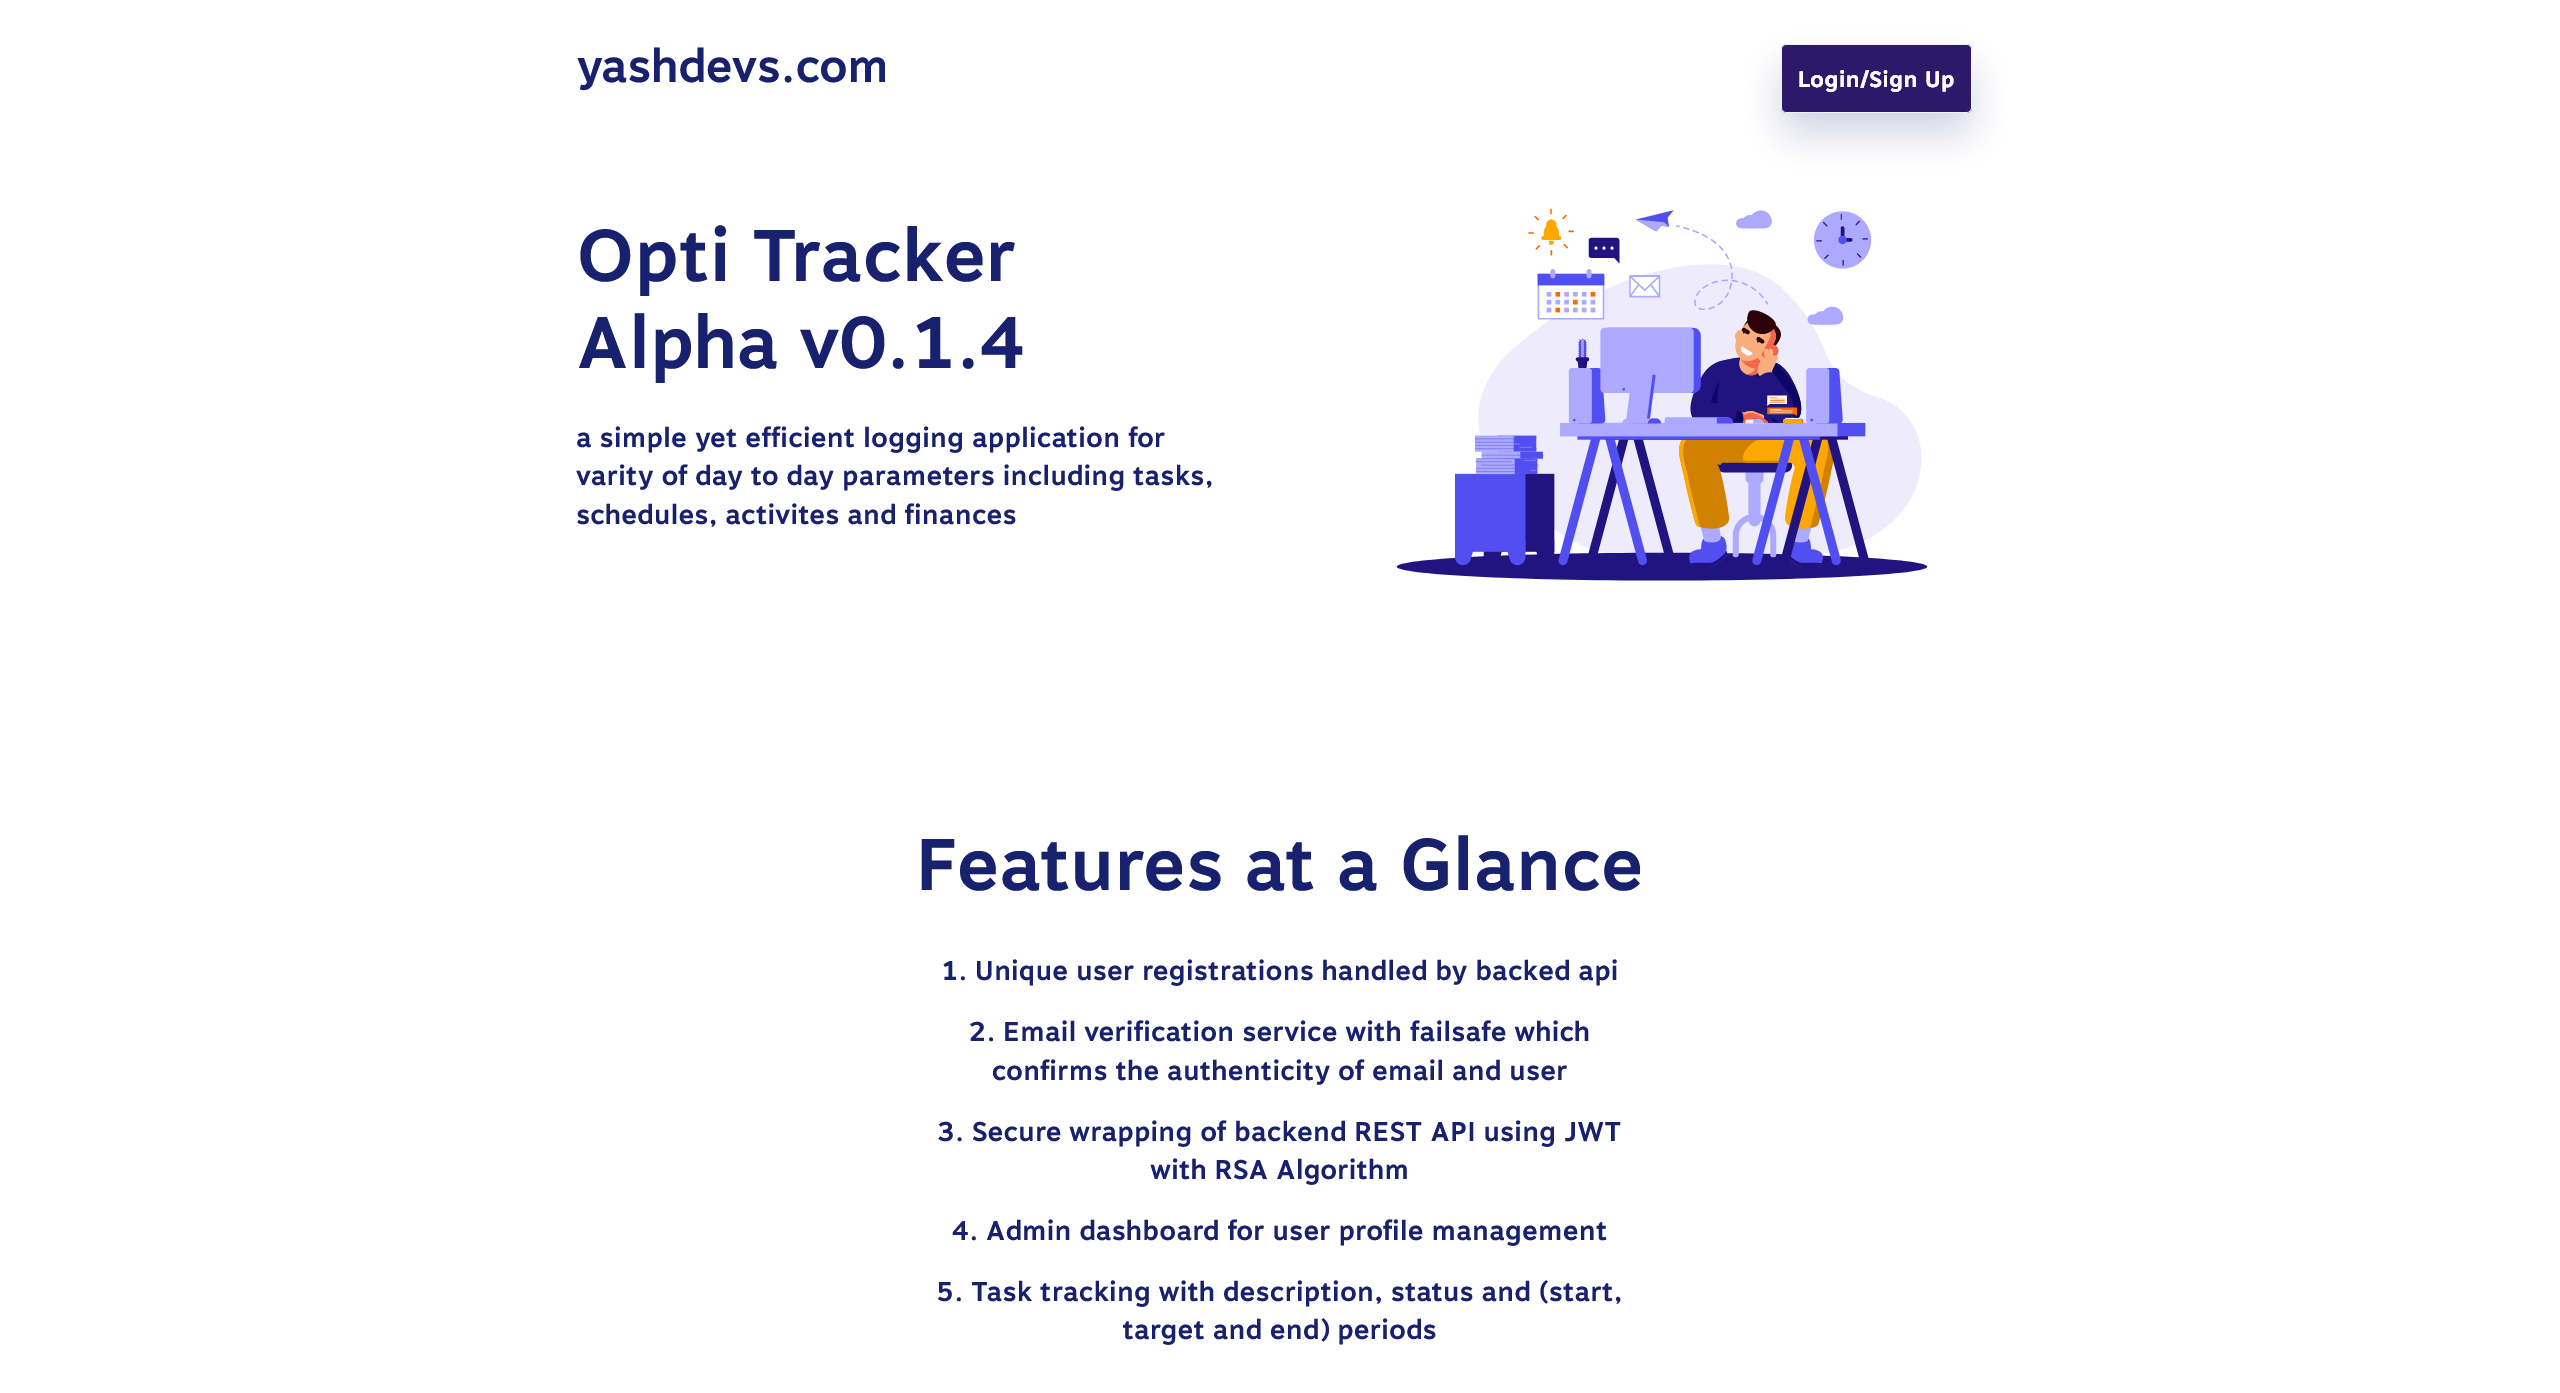 yashdevs.com
Login/Sign Up
Opti Tracker
Alpha v0.1.4
a simple yet efficient logging application for
varity of day to day parameters including tasks,
schedules, activites and finances
Features at a Glance
1. Unique user registrations handled by backed api
2. Email verification service with failsafe which
confirms the authenticity of email and user
3. Secure wrapping of backend REST API using JWT
with RSA Algorithm
4. Admin dashboard for user profile management
5. Task tracking with description, status and (start,
target and end) periods